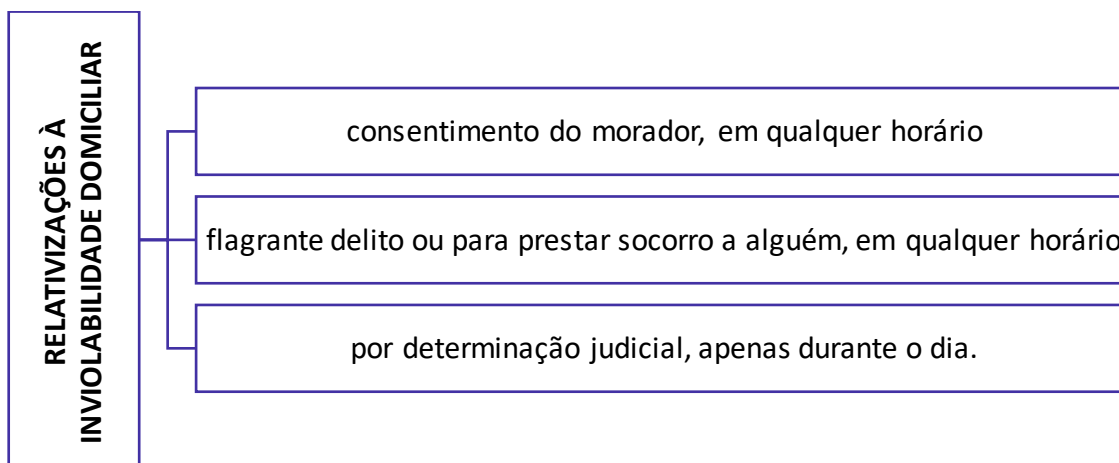 RELATIVIZAÇÕES À
INVIOLABILIDADE DOMICILIAR
consentimento do morador, em qualquer horário
flagrante delito ou para prestar socorro a alguém, em qualquer horário
por determinação judicial, apenas durante o dia.